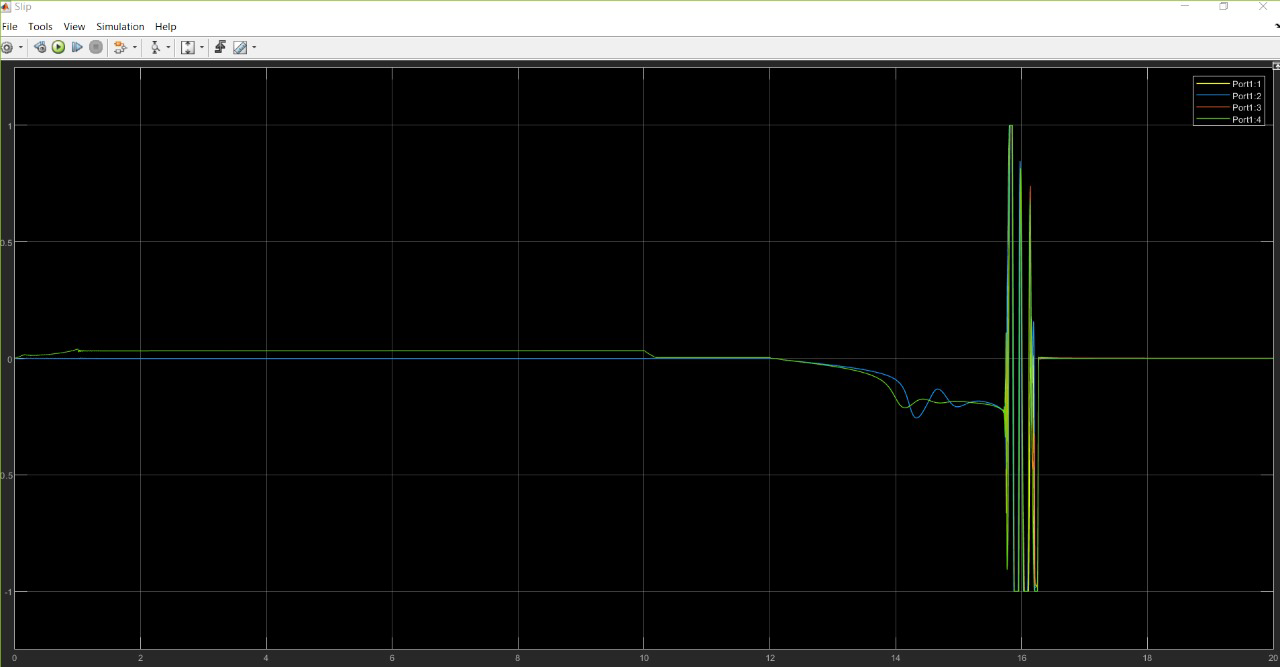 Slip
File Tools View Simulation Help
Port1:1
Port1:2
Port1:3
Port1:4
1
0.5
0
0.5
-1
0 2 4 6 8 10 12 14 16 18 20